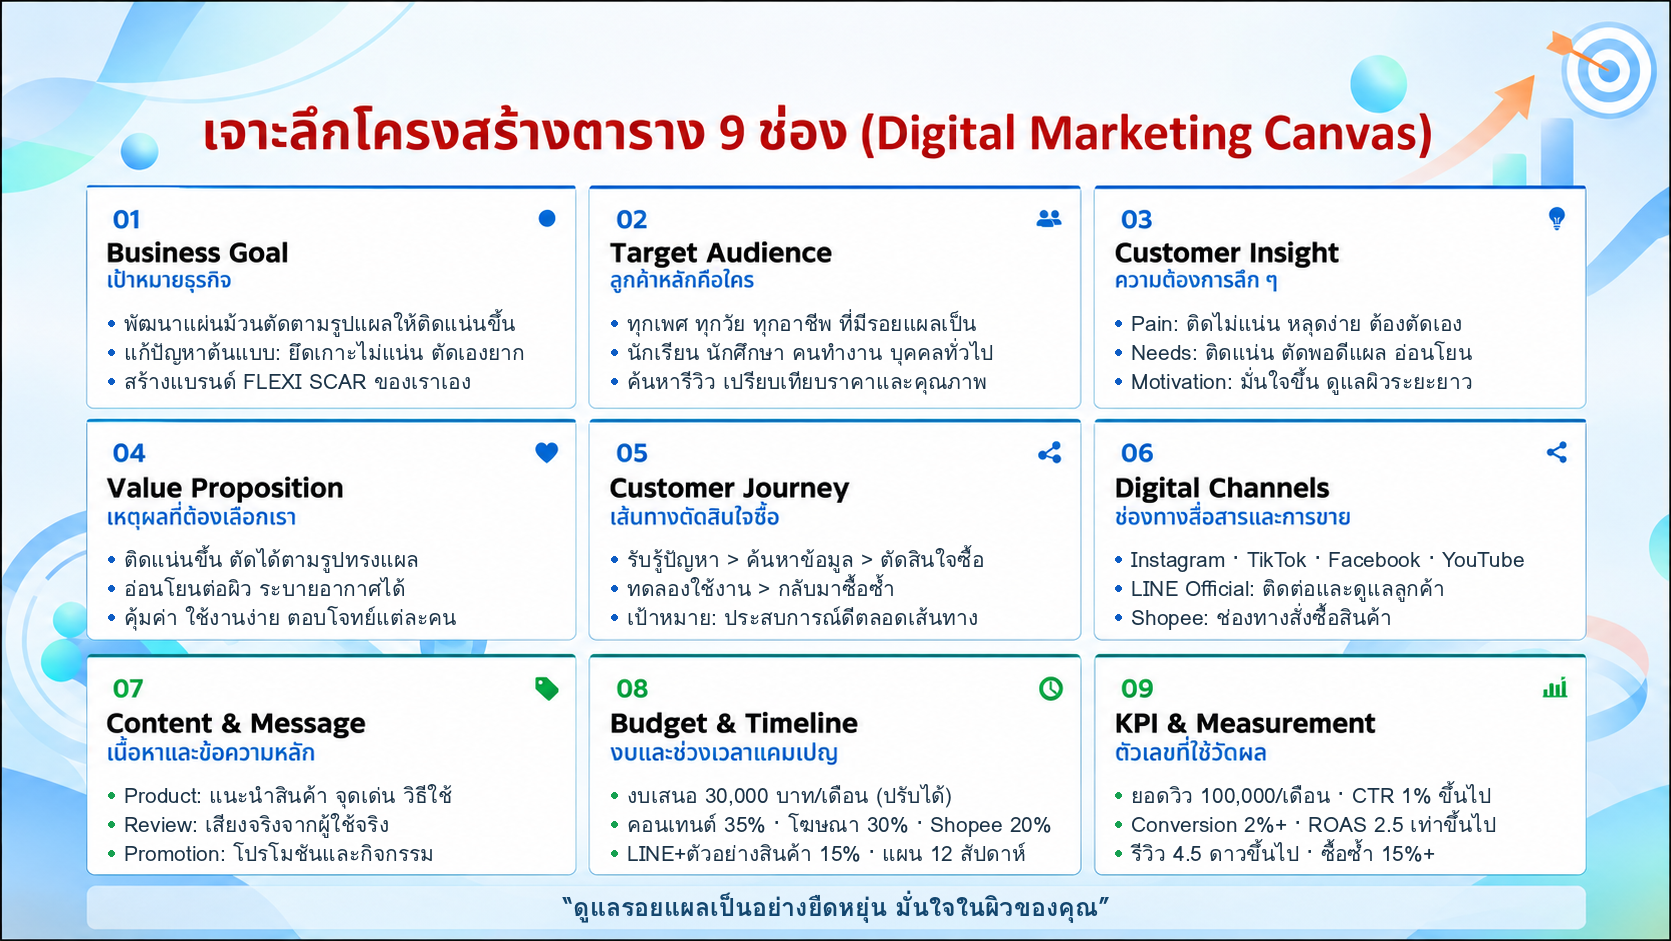 เจาะลึกโครงสร้างตาราง 9 ช่อง (Digital Marketing Canvas)
01
Business Goal
เป้าหมายธุรกิจ
• พัฒนาแผ่นม้วนตัดตามรูปแผลให้ติดแน่นขึ้น
• แก้ปัญหาต้นแบบ: ยึดเกาะไม่แน่น ตัดเองยาก
• สร้างแบรนด์ FLEXI SCAR ของเราเอง
02
Target Audience
ลูกค้าหลักคือใคร
• ทุกเพศ ทุกวัย ทุกอาชีพ ที่มีรอยแผลเป็น
• นักเรียน นักศึกษา คนทำงาน บุคคลทั่วไป
• ค้นหารีวิว เปรียบเทียบราคาและคุณภาพ
03
Customer Insight
ความต้องการลึก ๆ
• Pain: ติดไม่แน่น หลุดง่าย ต้องตัดเอง
• Needs: ติดแน่น ตัดพอดีแผล อ่อนโยน
• Motivation: มั่นใจขึ้น ดูแลผิวระยะยาว
04
Value Proposition
เหตุผลที่ต้องเลือกเรา
• ติดแน่นขึ้น ตัดได้ตามรูปทรงแผล
• อ่อนโยนต่อผิว ระบายอากาศได้
• คุ้มค่า ใช้งานง่าย ตอบโจทย์แต่ละคน
05
Customer Journey
เส้นทางตัดสินใจซื้อ
• รับรู้ปัญหา > ค้นหาข้อมูล > ตัดสินใจซื้อ
• ทดลองใช้งาน > กลับมาซื้อซ้ำ
• เป้าหมาย: ประสบการณ์ดีตลอดเส้นทาง
06
Digital Channels
ช่องทางสื่อสารและการขาย
• Instagram · TikTok · Facebook · YouTube
• LINE Official: ติดต่อและดูแลลูกค้า
• Shopee: ช่องทางสั่งซื้อสินค้า
07
Content & Message
เนื้อหาและข้อความหลัก
• Product: แนะนำสินค้า จุดเด่น วิธีใช้
• Review: เสียงจริงจากผู้ใช้จริง
• Promotion: โปรโมชันและกิจกรรม
08
Budget & Timeline
งบและช่วงเวลาแคมเปญ
• งบเสนอ 30,000 บาท/เดือน (ปรับได้)
• คอนเทนต์ 35% · โฆษณา 30% · Shopee 20%
• LINE+ตัวอย่างสินค้า 15% · แผน 12 สัปดาห์
09
KPI & Measurement
ตัวเลขที่ใช้วัดผล
• ยอดวิว 100,000/เดือน · CTR 1% ขึ้นไป
• Conversion 2%+ · ROAS 2.5 เท่าขึ้นไป
• รีวิว 4.5 ดาวขึ้นไป · ซื้อซ้ำ 15%+
“ดูแลรอยแผลเป็นอย่างยืดหยุ่น มั่นใจในผิวของคุณ”